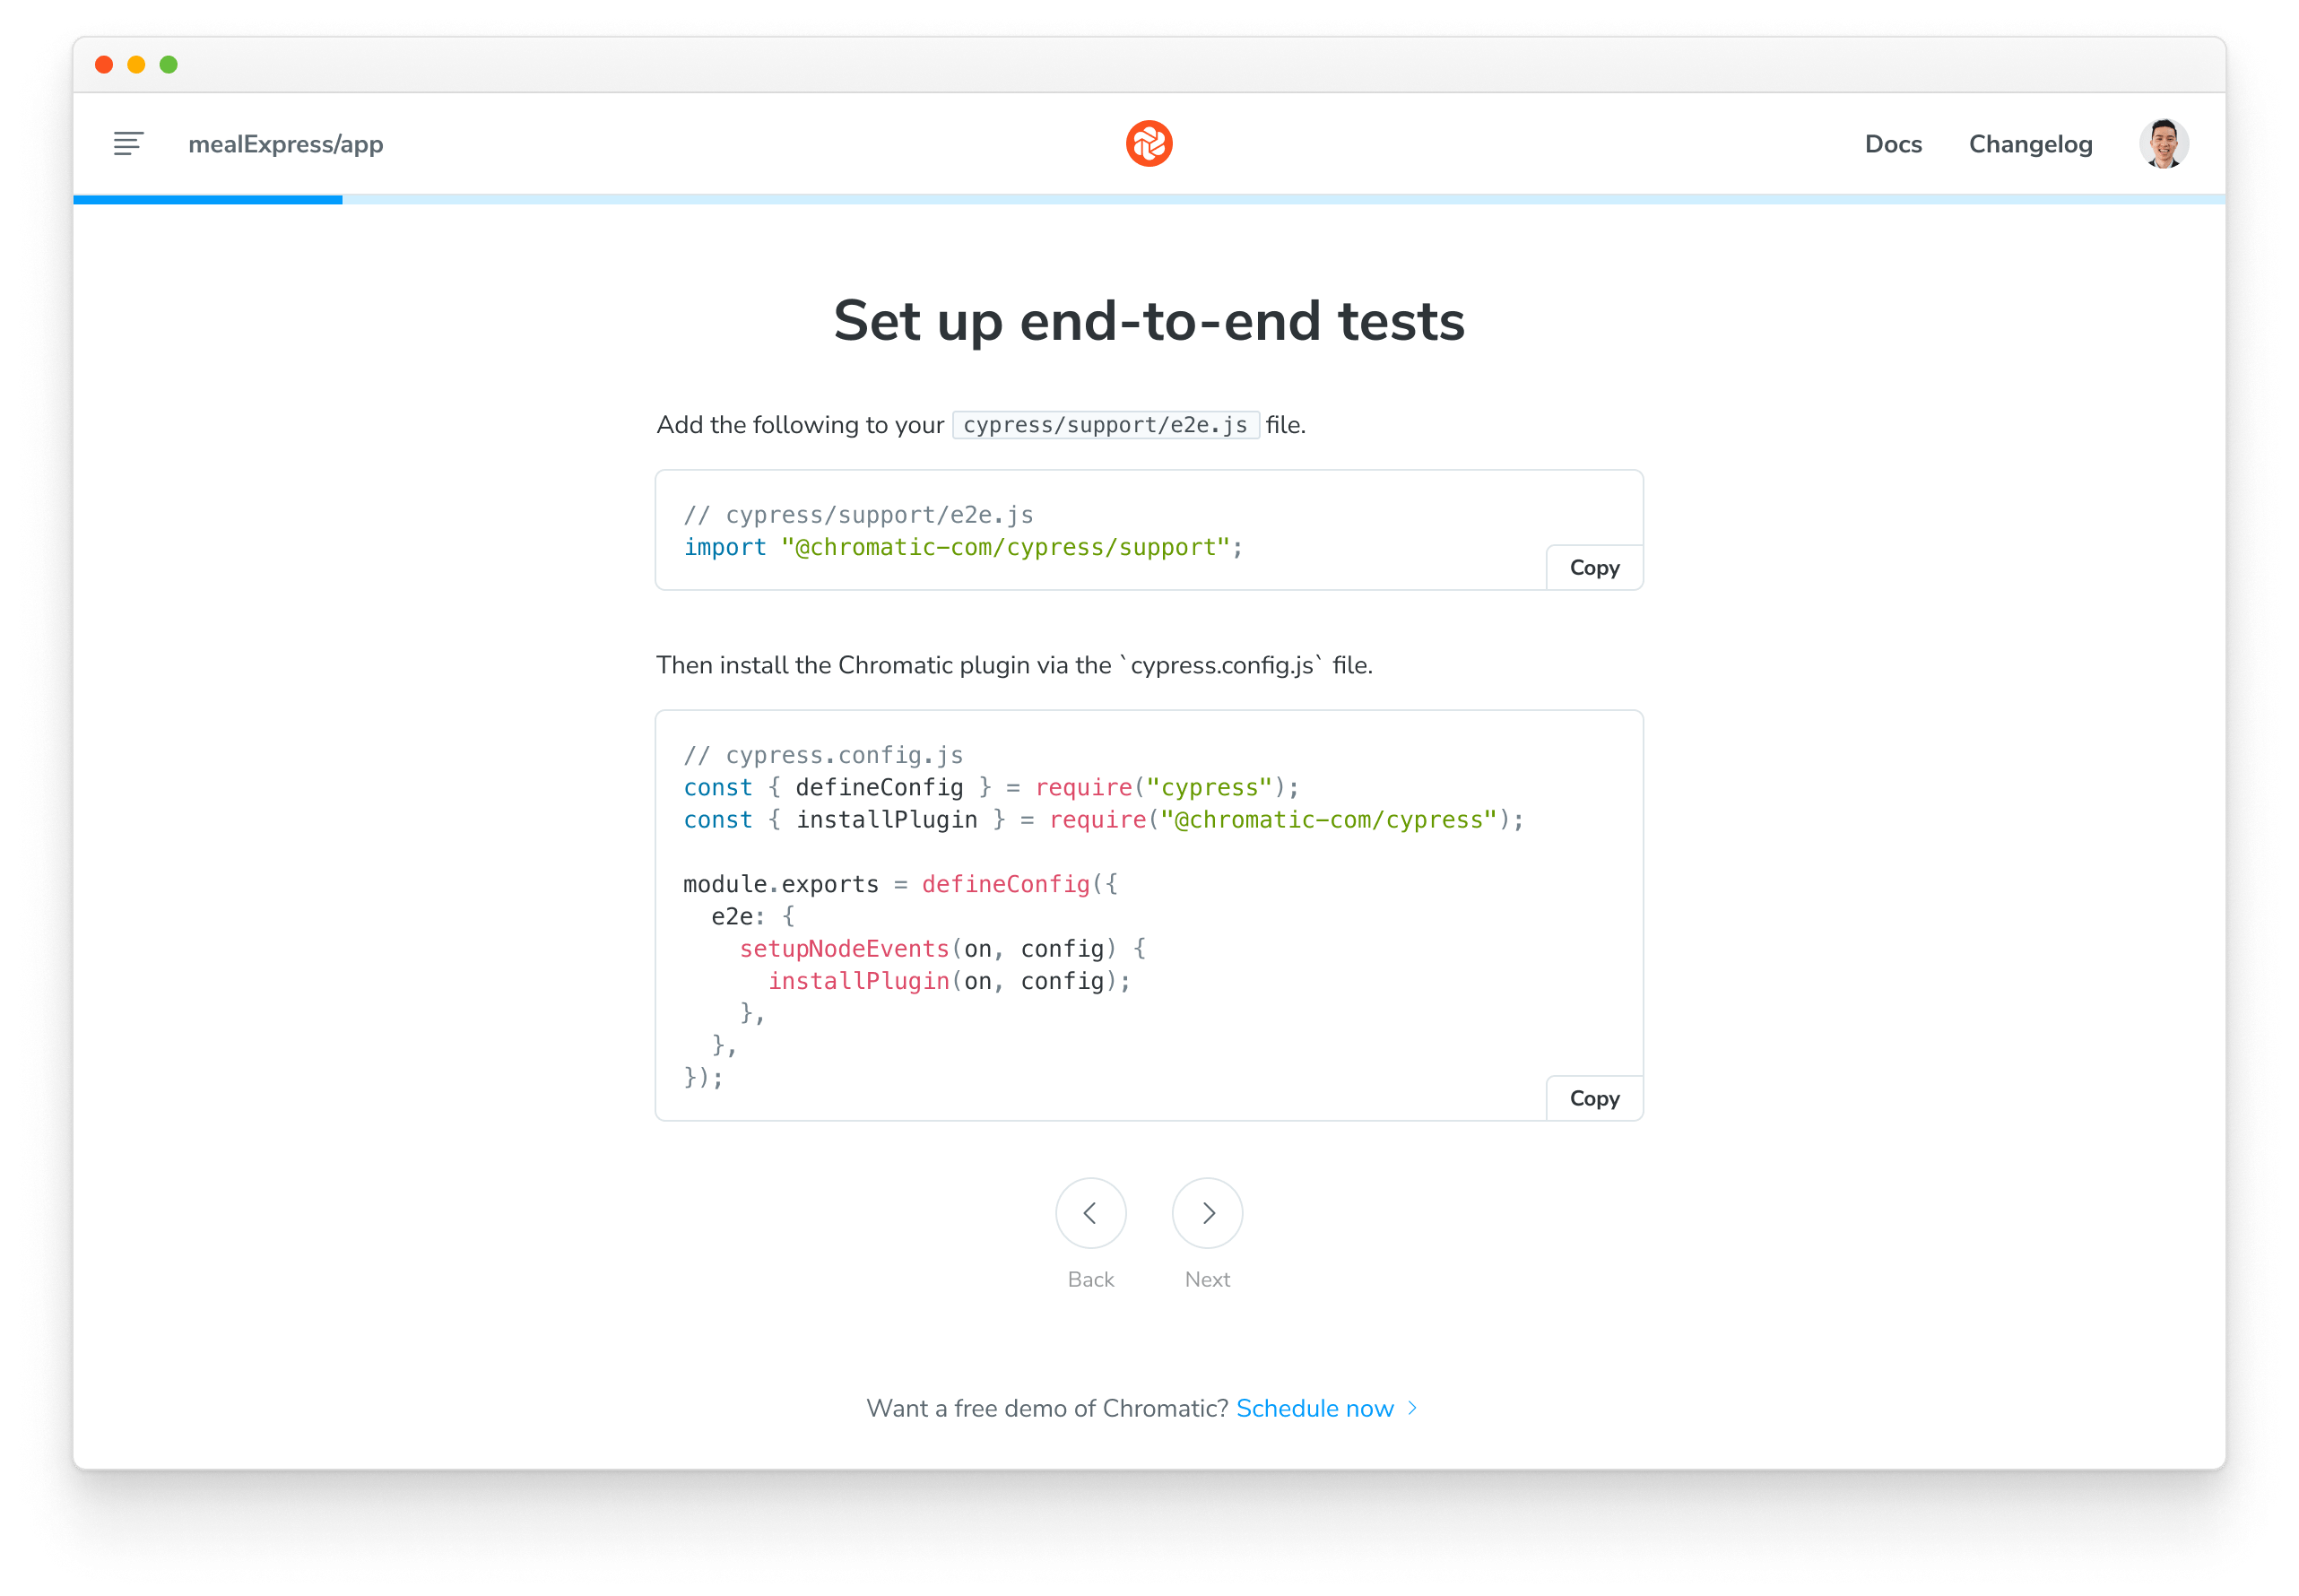 mealExpress/app
Docs
Changelog
Set up end-to-end tests
Add the following to your cypress/support/e2e.js file.
// cypress/support/e2e.js
import "@chromatic-com/cypress/support";
Copy
Then install the Chromatic plugin via the `cypress.config.js` file.
// cypress.config.js
const { defineConfig } = require("cypress");
const { installPlugin } = require("@chromatic-com/cypress");

module.exports = defineConfig({
  e2e: {
    setupNodeEvents(on, config) {
      installPlugin(on, config);
    },
  },
});
Copy
Back
Next
Want a free demo of Chromatic? Schedule now